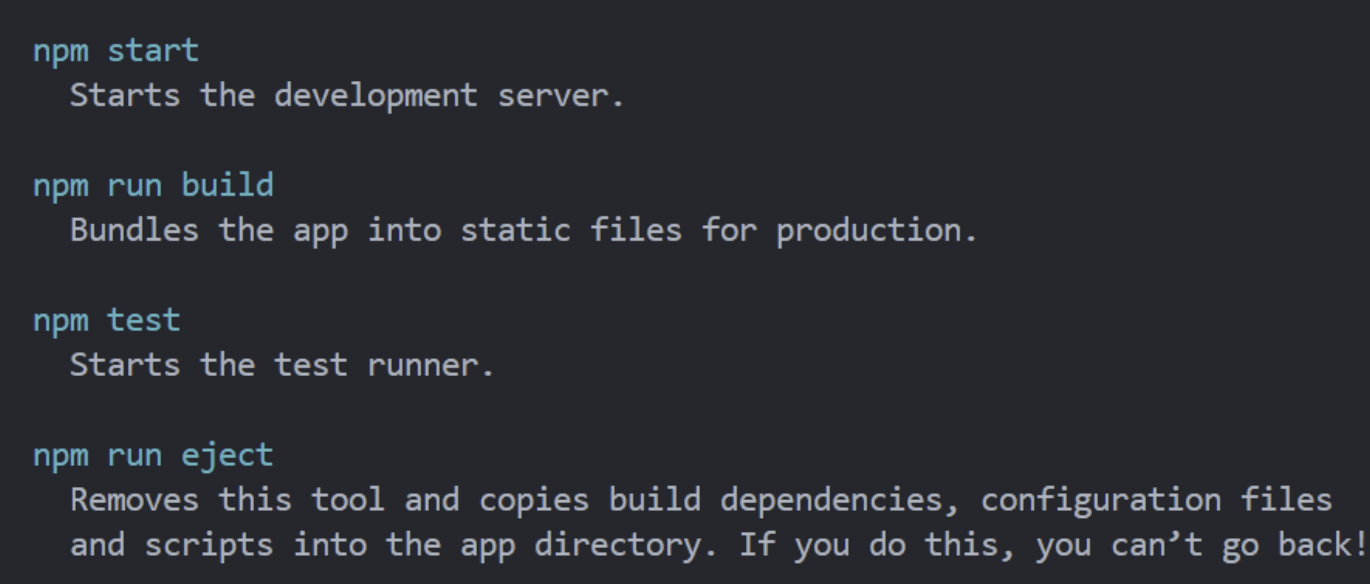 npm start
Starts the development server.
npm run build
Bundles the app into static files for production.
npm test
Starts the test runner.
npm run eject
Removes this tool and copies build dependencies, configuration files
and scripts into the app directory. If you do this, you can’t go back!